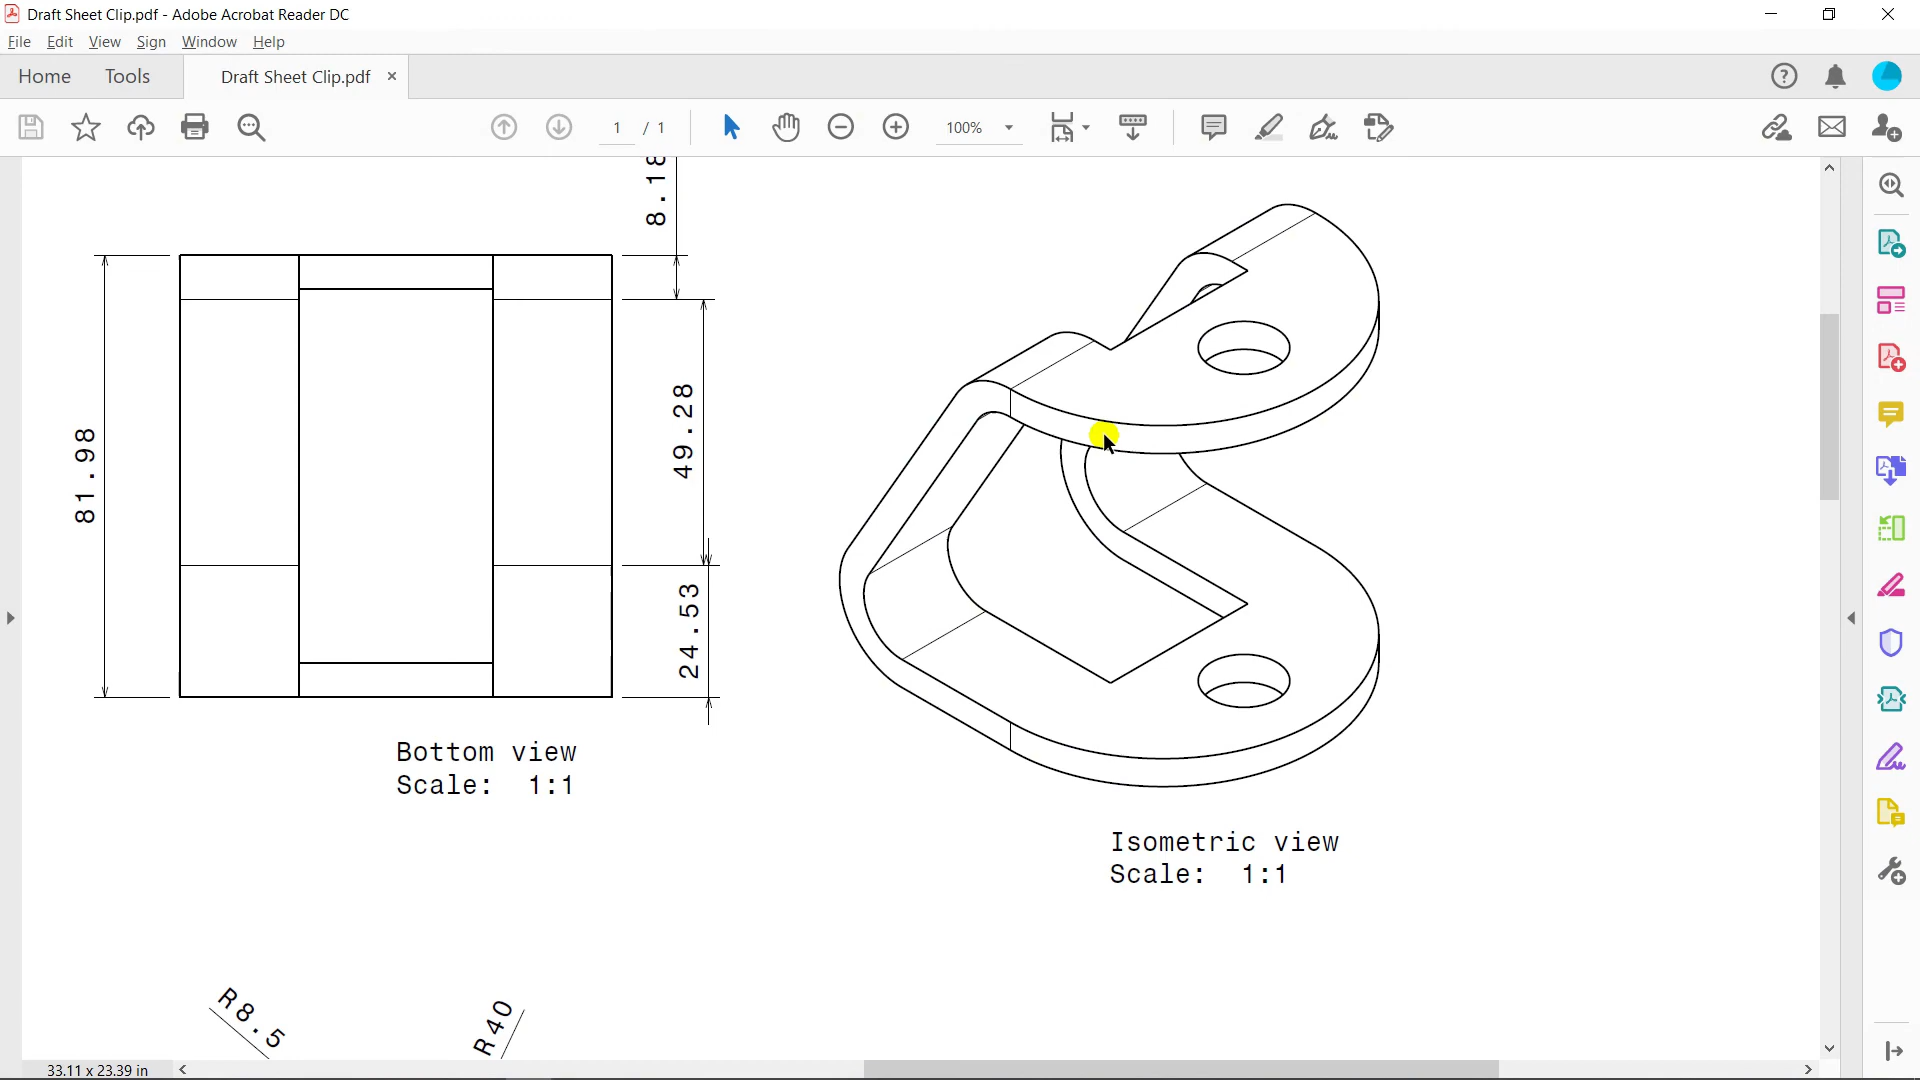 Draft Sheet Clip.pdf - Adobe Acrobat Reader DC
File Edit View Sign Window Help
Home Tools Draft Sheet Clip.pdf ×
1 / 1 100%
8.18
81.98
49.28
24.53
Bottom view
Scale: 1:1
Isometric view
Scale: 1:1
R8.5
R40
33.11 x 23.39 in